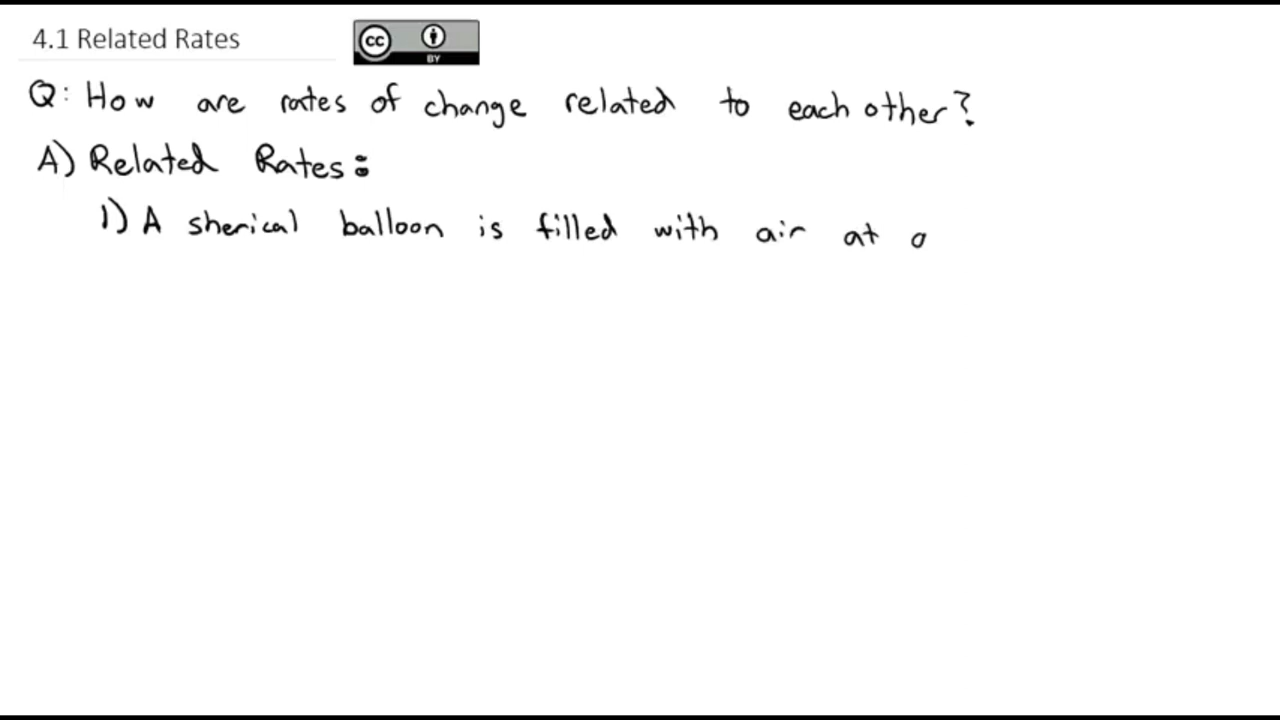 4.1 Related Rates
cc BY
Q: How are rates of change related to each other?
A) Related Rates:
1) A sherical balloon is filled with air at a